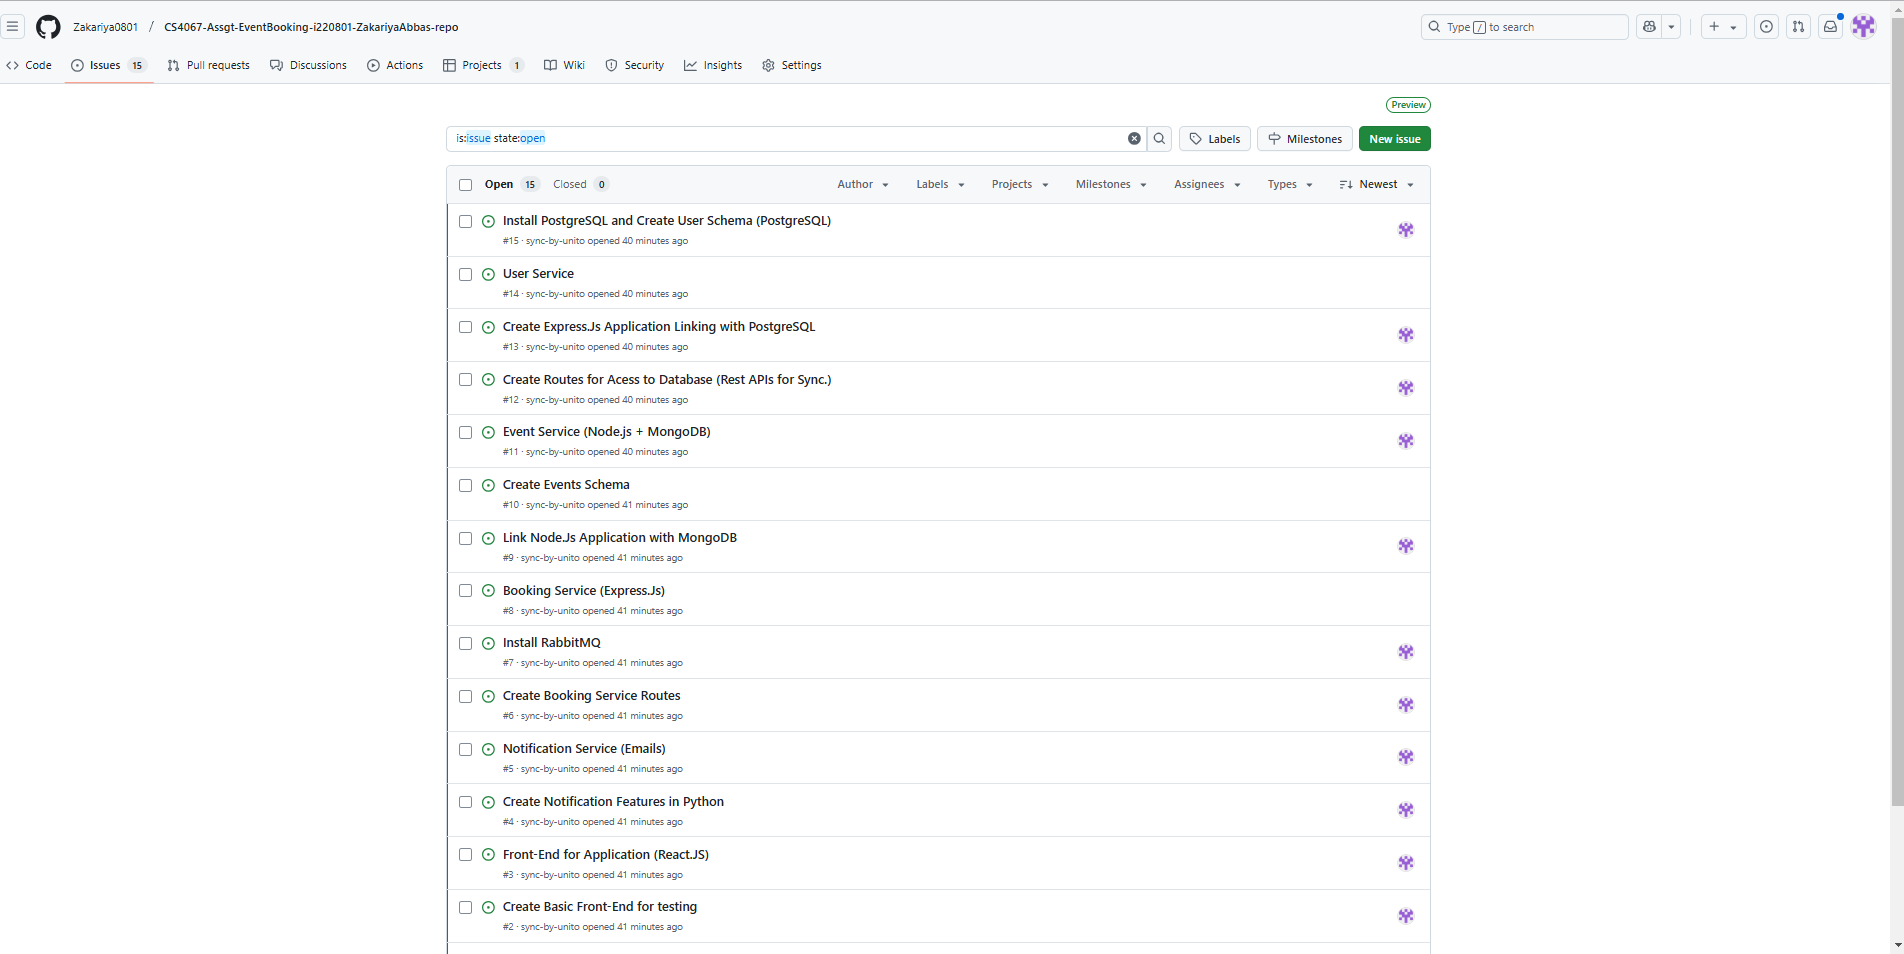 Zakariya0801 / CS4067-Assgt-EventBooking-i220801-ZakariyaAbbas-repo
Type / to search
Code Issues 15 Pull requests Discussions Actions Projects 1 Wiki Security Insights Settings
Preview
is:issue state:open
Labels Milestones New issue
Open 15 Closed 0 Author Labels Projects Milestones Assignees Types Newest
Install PostgreSQL and Create User Schema (PostgreSQL)
#15 · sync-by-unito opened 40 minutes ago
User Service
#14 · sync-by-unito opened 40 minutes ago
Create Express.Js Application Linking with PostgreSQL
#13 · sync-by-unito opened 40 minutes ago
Create Routes for Acess to Database (Rest APIs for Sync.)
#12 · sync-by-unito opened 40 minutes ago
Event Service (Node.js + MongoDB)
#11 · sync-by-unito opened 40 minutes ago
Create Events Schema
#10 · sync-by-unito opened 41 minutes ago
Link Node.Js Application with MongoDB
#9 · sync-by-unito opened 41 minutes ago
Booking Service (Express.Js)
#8 · sync-by-unito opened 41 minutes ago
Install RabbitMQ
#7 · sync-by-unito opened 41 minutes ago
Create Booking Service Routes
#6 · sync-by-unito opened 41 minutes ago
Notification Service (Emails)
#5 · sync-by-unito opened 41 minutes ago
Create Notification Features in Python
#4 · sync-by-unito opened 41 minutes ago
Front-End for Application (React.JS)
#3 · sync-by-unito opened 41 minutes ago
Create Basic Front-End for testing
#2 · sync-by-unito opened 41 minutes ago